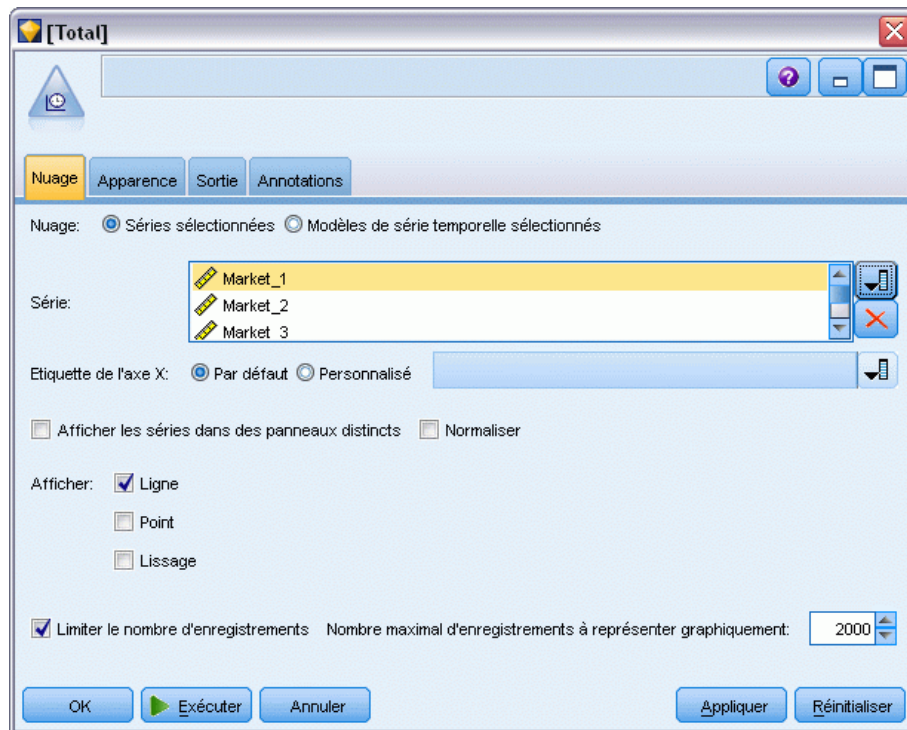 [Total]
Nuage Apparence Sortie Annotations
Nuage: Séries sélectionnées Modèles de série temporelle sélectionnés
Série:
Market_1
Market_2
Market_3
Etiquette de l'axe X: Par défaut Personnalisé
Afficher les séries dans des panneaux distincts Normaliser
Afficher: Ligne
Point
Lissage
Limiter le nombre d'enregistrements Nombre maximal d'enregistrements à représenter graphiquement: 2000
OK Exécuter Annuler Appliquer Réinitialiser